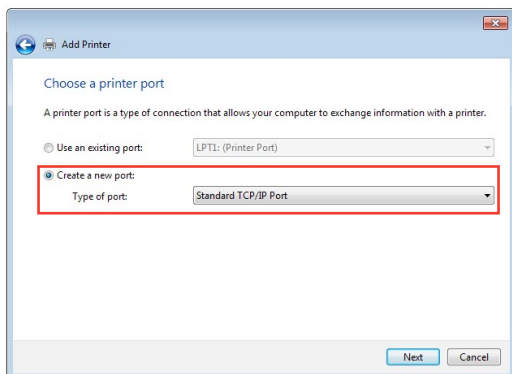 Add Printer
Choose a printer port
A printer port is a type of connection that allows your computer to exchange information with a printer.
Use an existing port: LPT1: (Printer Port)
Create a new port:
Type of port: Standard TCP/IP Port
Next Cancel